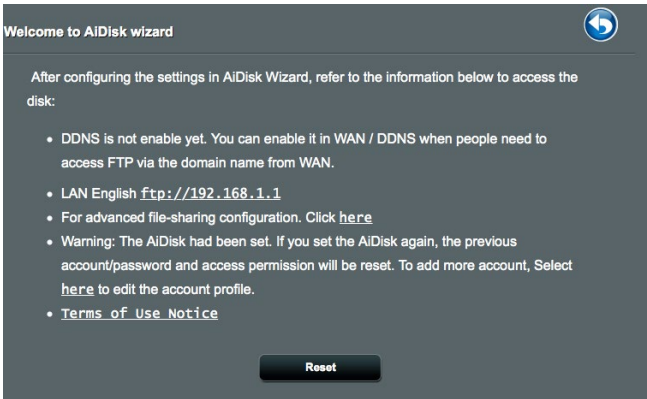 Welcome to AiDisk wizard
After configuring the settings in AiDisk Wizard, refer to the information below to access the
disk:
• DDNS is not enable yet. You can enable it in WAN / DDNS when people need to
access FTP via the domain name from WAN.
• LAN English ftp://192.168.1.1
• For advanced file-sharing configuration. Click here
• Warning: The AiDisk had been set. If you set the AiDisk again, the previous
account/password and access permission will be reset. To add more account, Select
here to edit the account profile.
• Terms of Use Notice
Reset